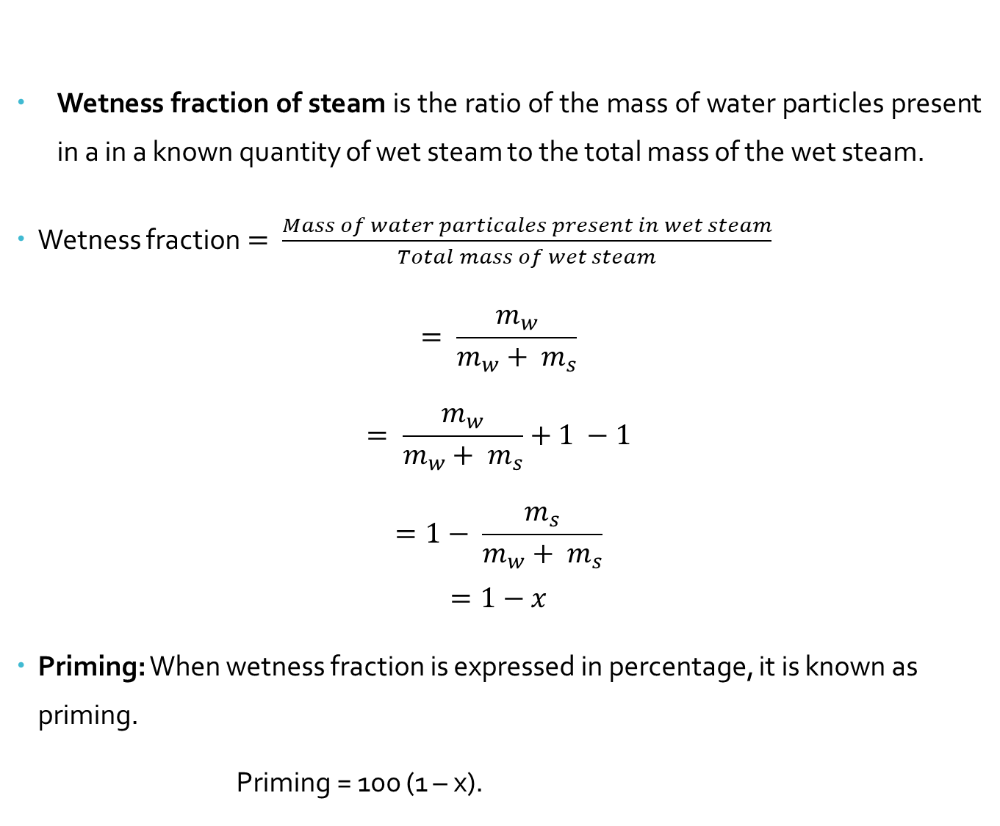 • Wetness fraction of steam is the ratio of the mass of water particles present
in a in a known quantity of wet steam to the total mass of the wet steam.
• Wetness fraction = \frac{Mass of water particales present in wet steam}{Total mass of wet steam}
= \frac{m_w}{m_w + m_s}
= \frac{m_w}{m_w + m_s} + 1 − 1
= 1 − \frac{m_s}{m_w + m_s}
= 1 − x
• Priming: When wetness fraction is expressed in percentage, it is known as
priming.
Priming = 100 (1 – x).